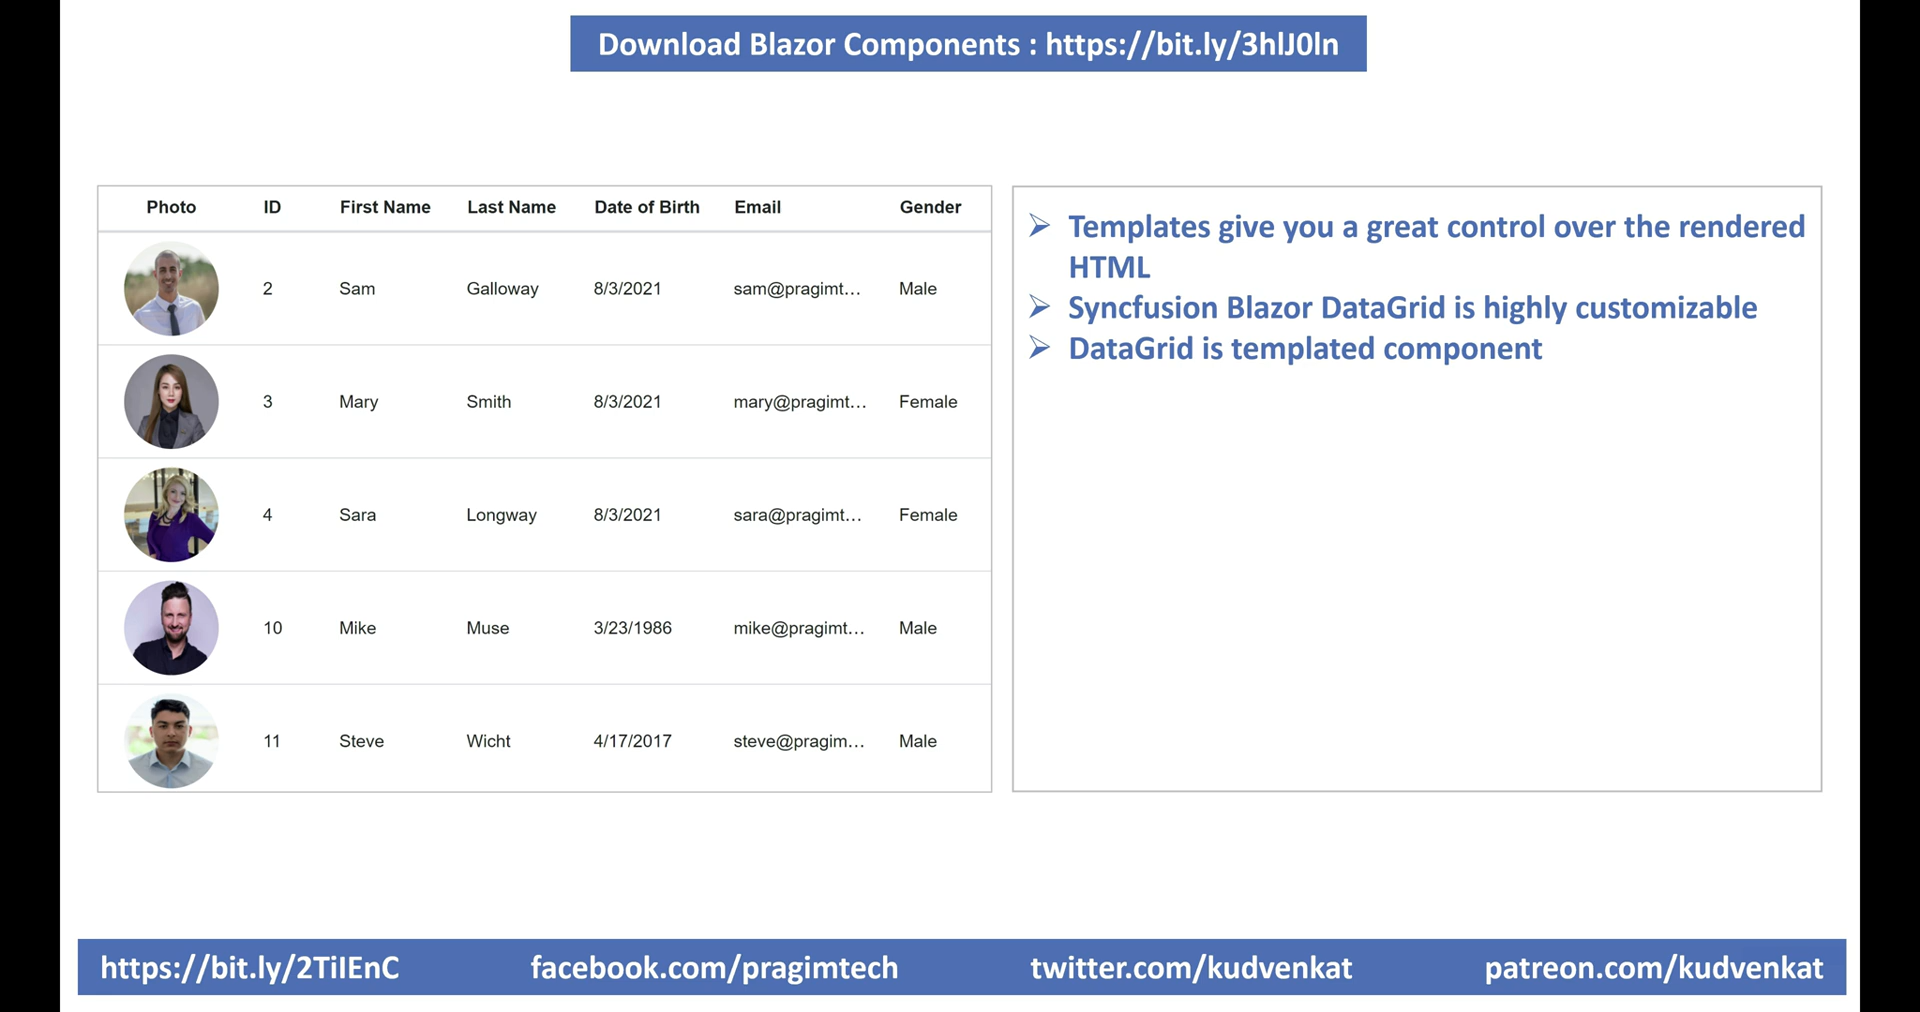 Download Blazor Components : https://bit.ly/3hlJ0ln
Photo ID First Name Last Name Date of Birth Email Gender
2 Sam Galloway 8/3/2021 sam@pragimt... Male
3 Mary Smith 8/3/2021 mary@pragimt... Female
4 Sara Longway 8/3/2021 sara@pragimt... Female
10 Mike Muse 3/23/1986 mike@pragimt... Male
11 Steve Wicht 4/17/2017 steve@pragim... Male
Templates give you a great control over the rendered
HTML
Syncfusion Blazor DataGrid is highly customizable
DataGrid is templated component
https://bit.ly/2TiIEnC facebook.com/pragimtech twitter.com/kudvenkat patreon.com/kudvenkat